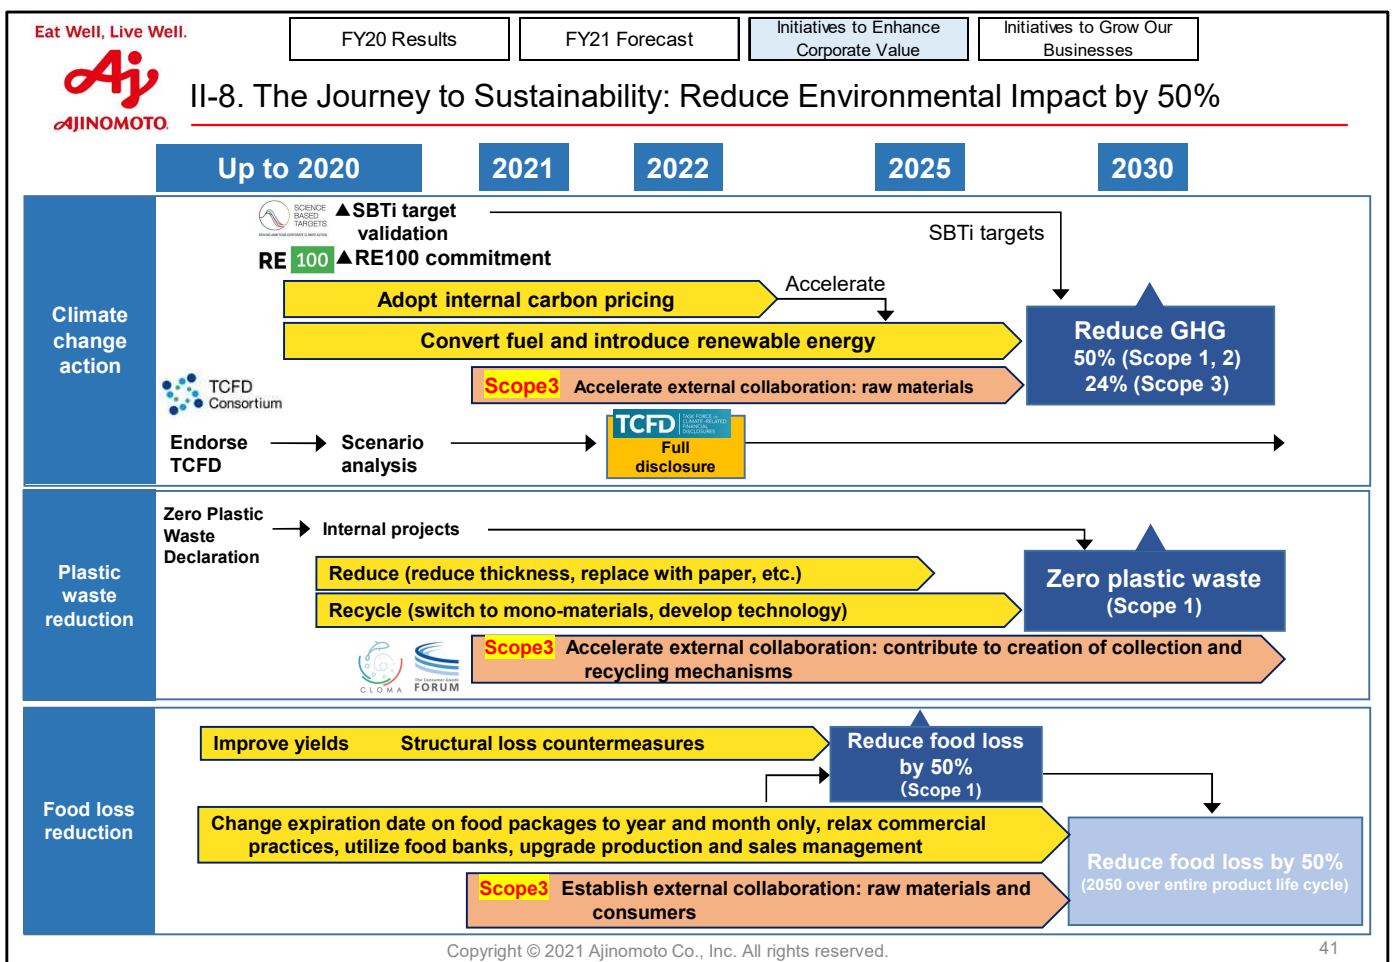 Eat Well, Live Well.
AJINOMOTO
FY20 Results
FY21 Forecast
Initiatives to Enhance
Corporate Value
Initiatives to Grow Our
Businesses
II-8. The Journey to Sustainability: Reduce Environmental Impact by 50%
Up to 2020
2021
2022
2025
2030
Climate
change
action
SCIENCE
BASED
TARGETS
▲SBTi target
validation
RE 100
▲RE100 commitment
SBTi targets
Adopt internal carbon pricing
Accelerate
Convert fuel and introduce renewable energy
Scope3 Accelerate external collaboration: raw materials
Reduce GHG
50% (Scope 1, 2)
24% (Scope 3)
TCFD
Consortium
Endorse
TCFD
Scenario
analysis
TCFD
TASK FORCE ON
CLIMATE-RELATED
FINANCIAL
DISCLOSURES
Full
disclosure
Plastic
waste
reduction
Zero Plastic
Waste
Declaration
Internal projects
Reduce (reduce thickness, replace with paper, etc.)
Recycle (switch to mono-materials, develop technology)
Zero plastic waste
(Scope 1)
CLOMA
The Consumer Goods
FORUM
Scope3 Accelerate external collaboration: contribute to creation of collection and
recycling mechanisms
Food loss
reduction
Improve yields Structural loss countermeasures
Reduce food loss
by 50%
(Scope 1)
Change expiration date on food packages to year and month only, relax commercial
practices, utilize food banks, upgrade production and sales management
Scope3 Establish external collaboration: raw materials and
consumers
Reduce food loss by 50%
(2050 over entire product life cycle)
Copyright © 2021 Ajinomoto Co., Inc. All rights reserved.
41